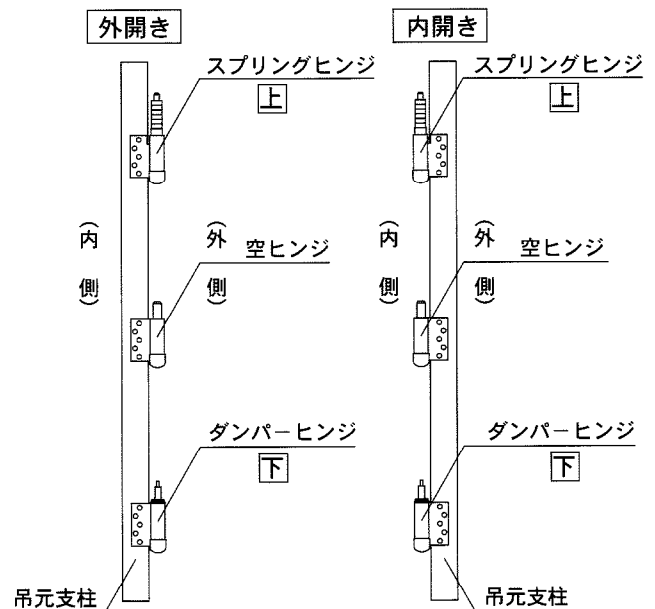 外開き
スプリングヒンジ
上
(内側)
(外側)
空ヒンジ
ダンパーヒンジ
下
吊元支柱
内開き
スプリングヒンジ
上
(内側)
(外側)
空ヒンジ
ダンパーヒンジ
下
吊元支柱